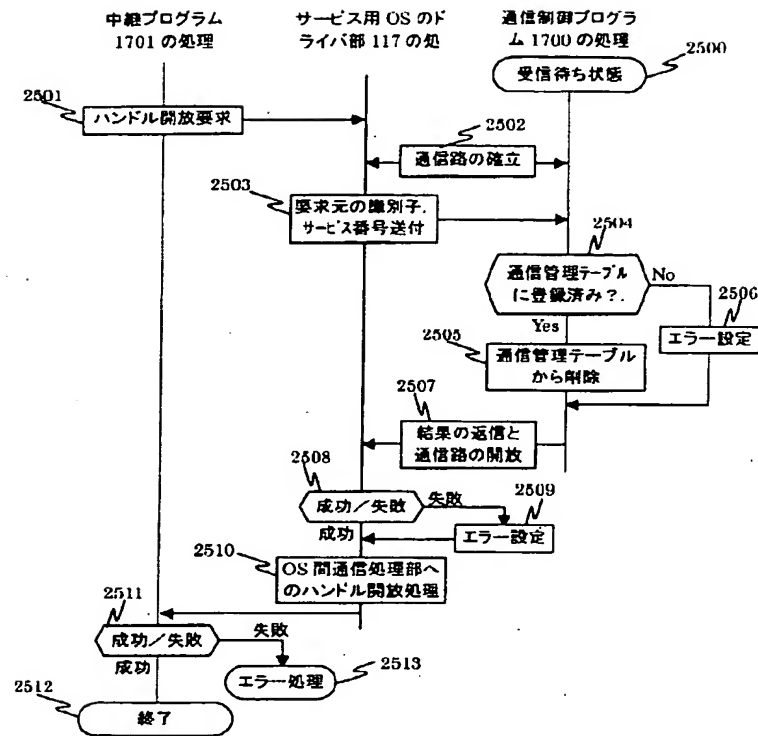 中継プログラム
1701 の処理
サービス用 OS のド
ライバ部 117 の処
通信制御プログラ
ム 1700 の処理
2500
受信待ち状態
2501
ハンドル開放要求
2502
通信路の確立
2503
要求元の識別子.
サービス番号送付
2504
通信管理テーブル
に登録済み?.
No
2506
エラー設定
Yes
2505
通信管理テーブル
から削除
2507
結果の返信と
通信路の開放
2508
成功/失敗
失敗
2509
成功
エラー設定
2510
OS 間通信処理部へ
のハンドル開放処理
2511
成功/失敗
失敗
成功
2513
エラー処理
2512
終了